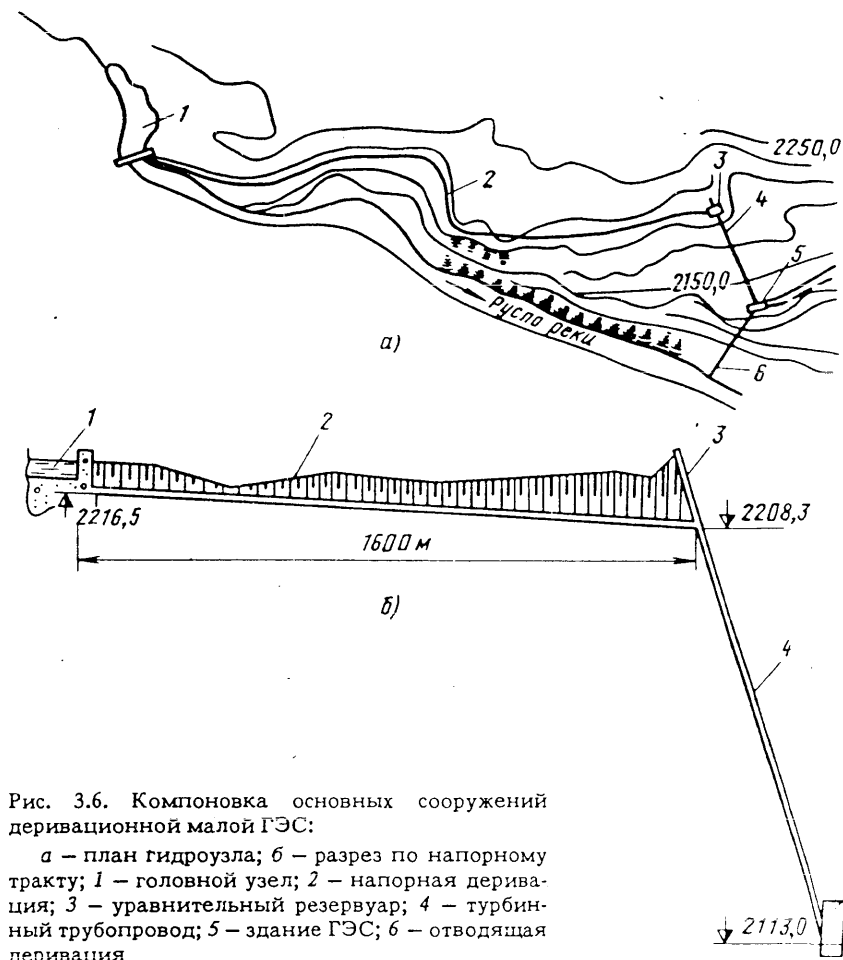 1
2
2250,0
3
4
5
2150,0
Русло реки
а)
6
1
2
3
2216,5
2208,3
1600 м
б)
4
Рис. 3.6. Компоновка основных сооружений
деривационной малой ГЭС:
а – план гидроузла; б – разрез по напорному
тракту; 1 – головной узел; 2 – напорная дерива-
ция; 3 – уравнительный резервуар; 4 – турбин-
ный трубопровод; 5 – здание ГЭС; 6 – отводящая
деривация
2113,0